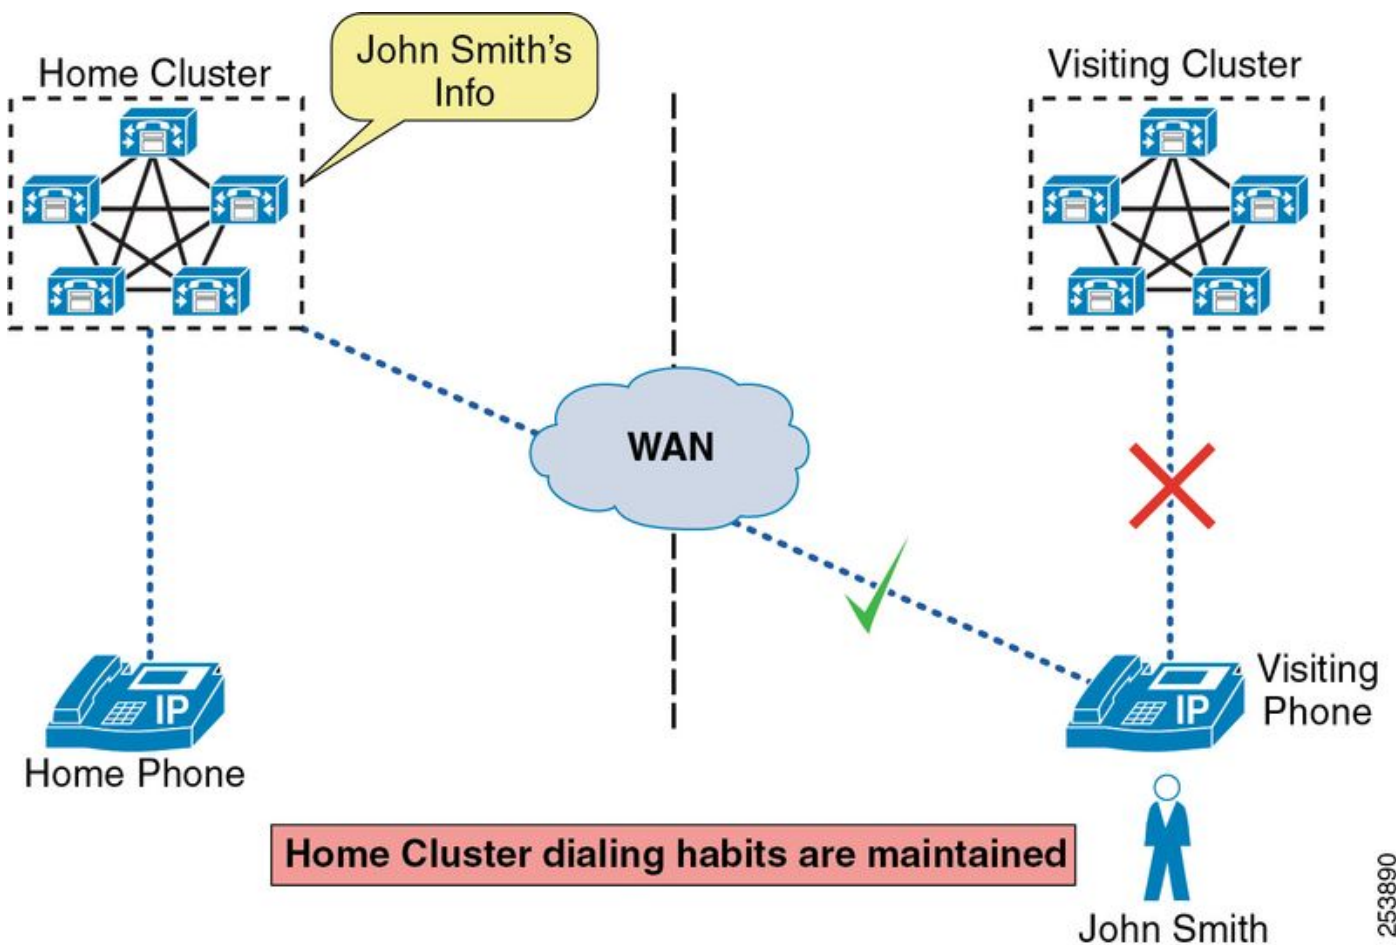 Home Cluster
John Smith's
Info
Visiting Cluster
WAN
IP
Home Phone
IP
Visiting
Phone
Home Cluster dialing habits are maintained
John Smith
253890